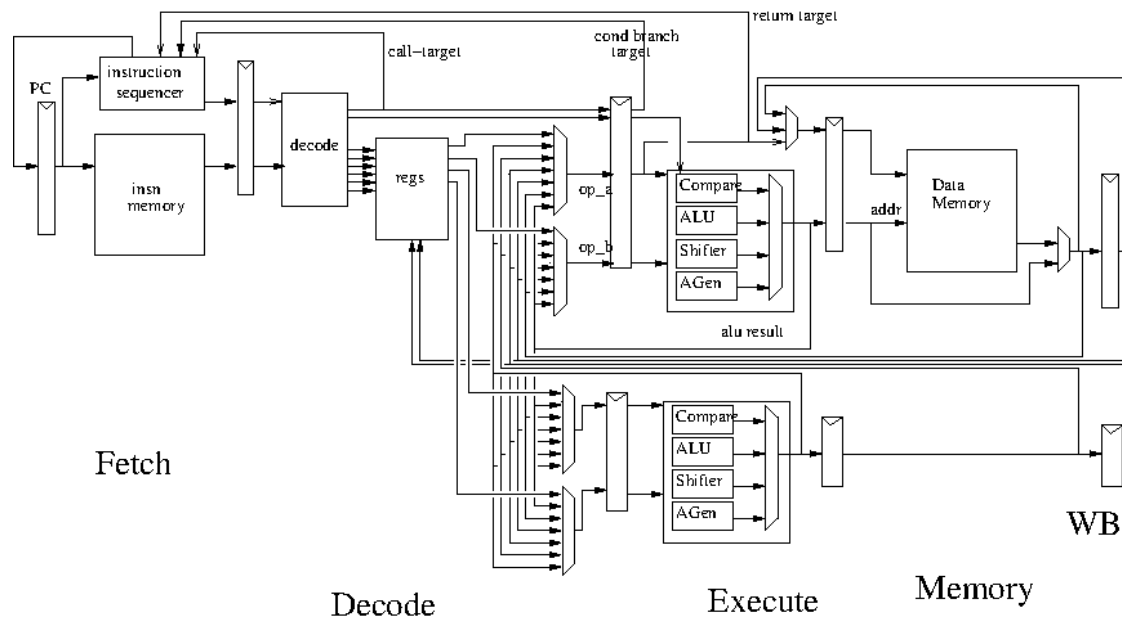 return target
cond branch
target
call-target
PC
instruction
sequencer
decode
insn
memory
regs
op_a
op_b
Compare
ALU
Shifter
AGen
addr
Data
Memory
alu result
Compare
ALU
Shifter
AGen
Fetch
WB
Decode
Execute
Memory